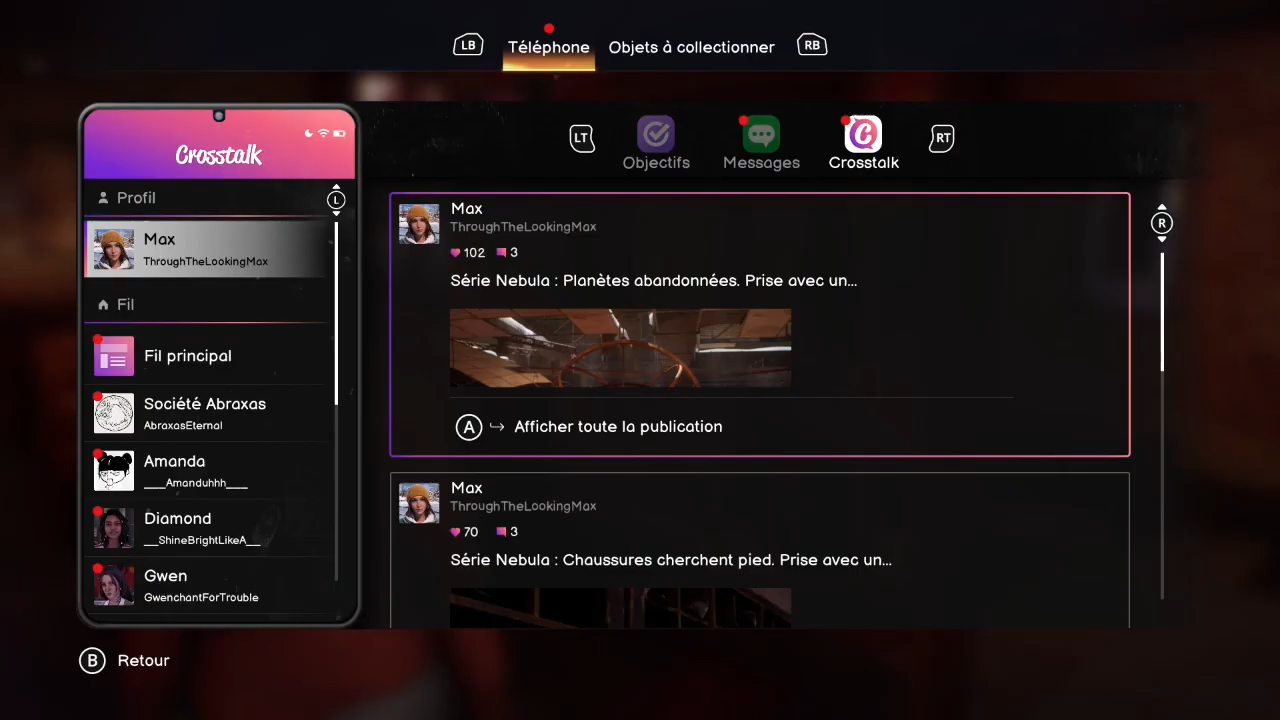 LB Téléphone Objets à collectionner RB
Crosstalk
LT Objectifs Messages Crosstalk RT
Profil L
Max
ThroughTheLookingMax
Fil
Fil principal
Société Abraxas
AbraxasEternal
Amanda
___Amanduhhh___
Diamond
__ShineBrightLikeA__
Gwen
GwenchantForTrouble
Max
ThroughTheLookingMax
102 3
Série Nebula : Planètes abandonnées. Prise avec un...
A Afficher toute la publication
Max
ThroughTheLookingMax
70 3
Série Nebula : Chaussures cherchent pied. Prise avec un...
R
B Retour